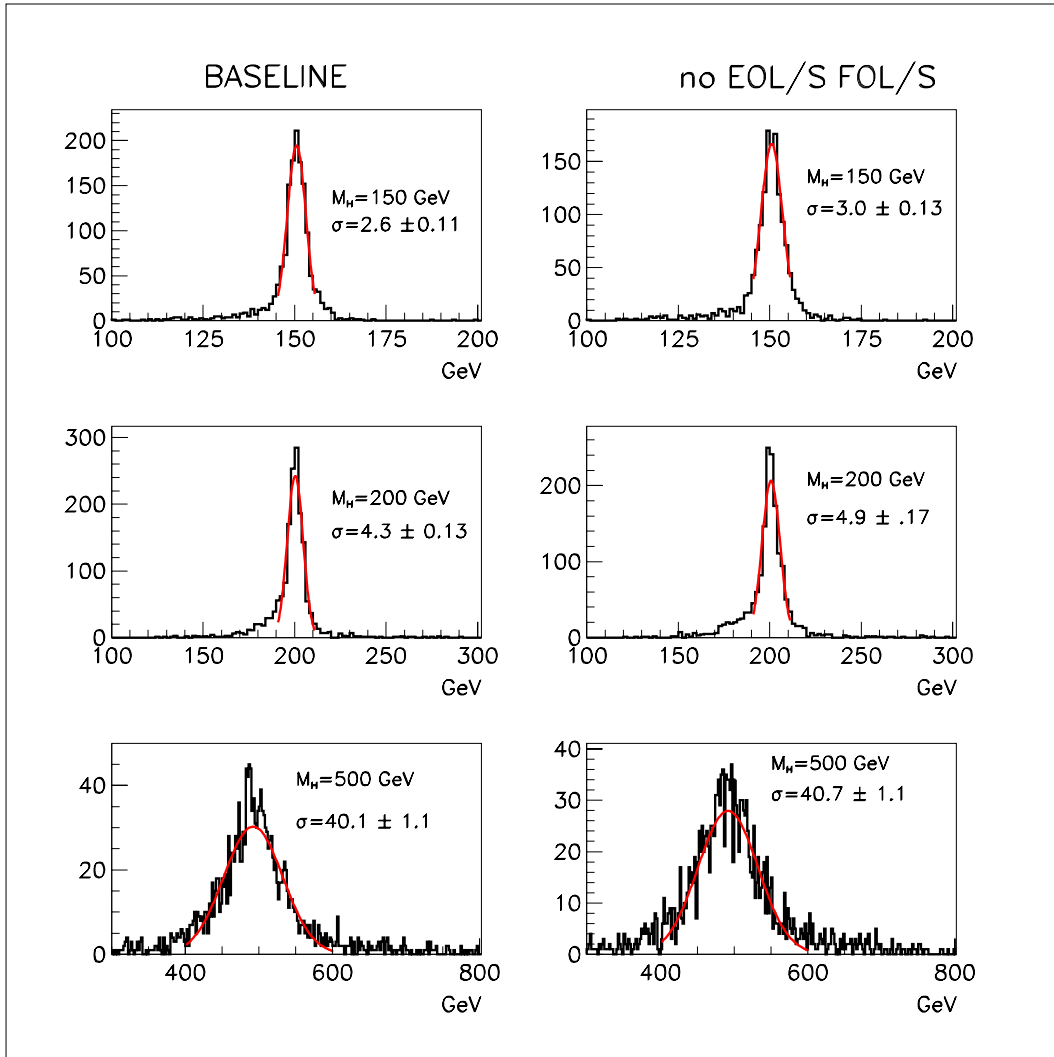 BASELINE
no EOL/S FOL/S
200
150
100
50
0
M_H=150 GeV
σ=2.6 ±0.11
100 125 150 175 200
GeV
150
100
50
0
M_H=150 GeV
σ=3.0 ± 0.13
100 125 150 175 200
GeV
300
200
100
0
M_H=200 GeV
σ=4.3 ± 0.13
100 150 200 250 300
GeV
200
100
0
M_H=200 GeV
σ=4.9 ± .17
100 150 200 250 300
GeV
40
20
0
M_H=500 GeV
σ=40.1 ± 1.1
400 600 800
GeV
40
30
20
10
0
M_H=500 GeV
σ=40.7 ± 1.1
400 600 800
GeV